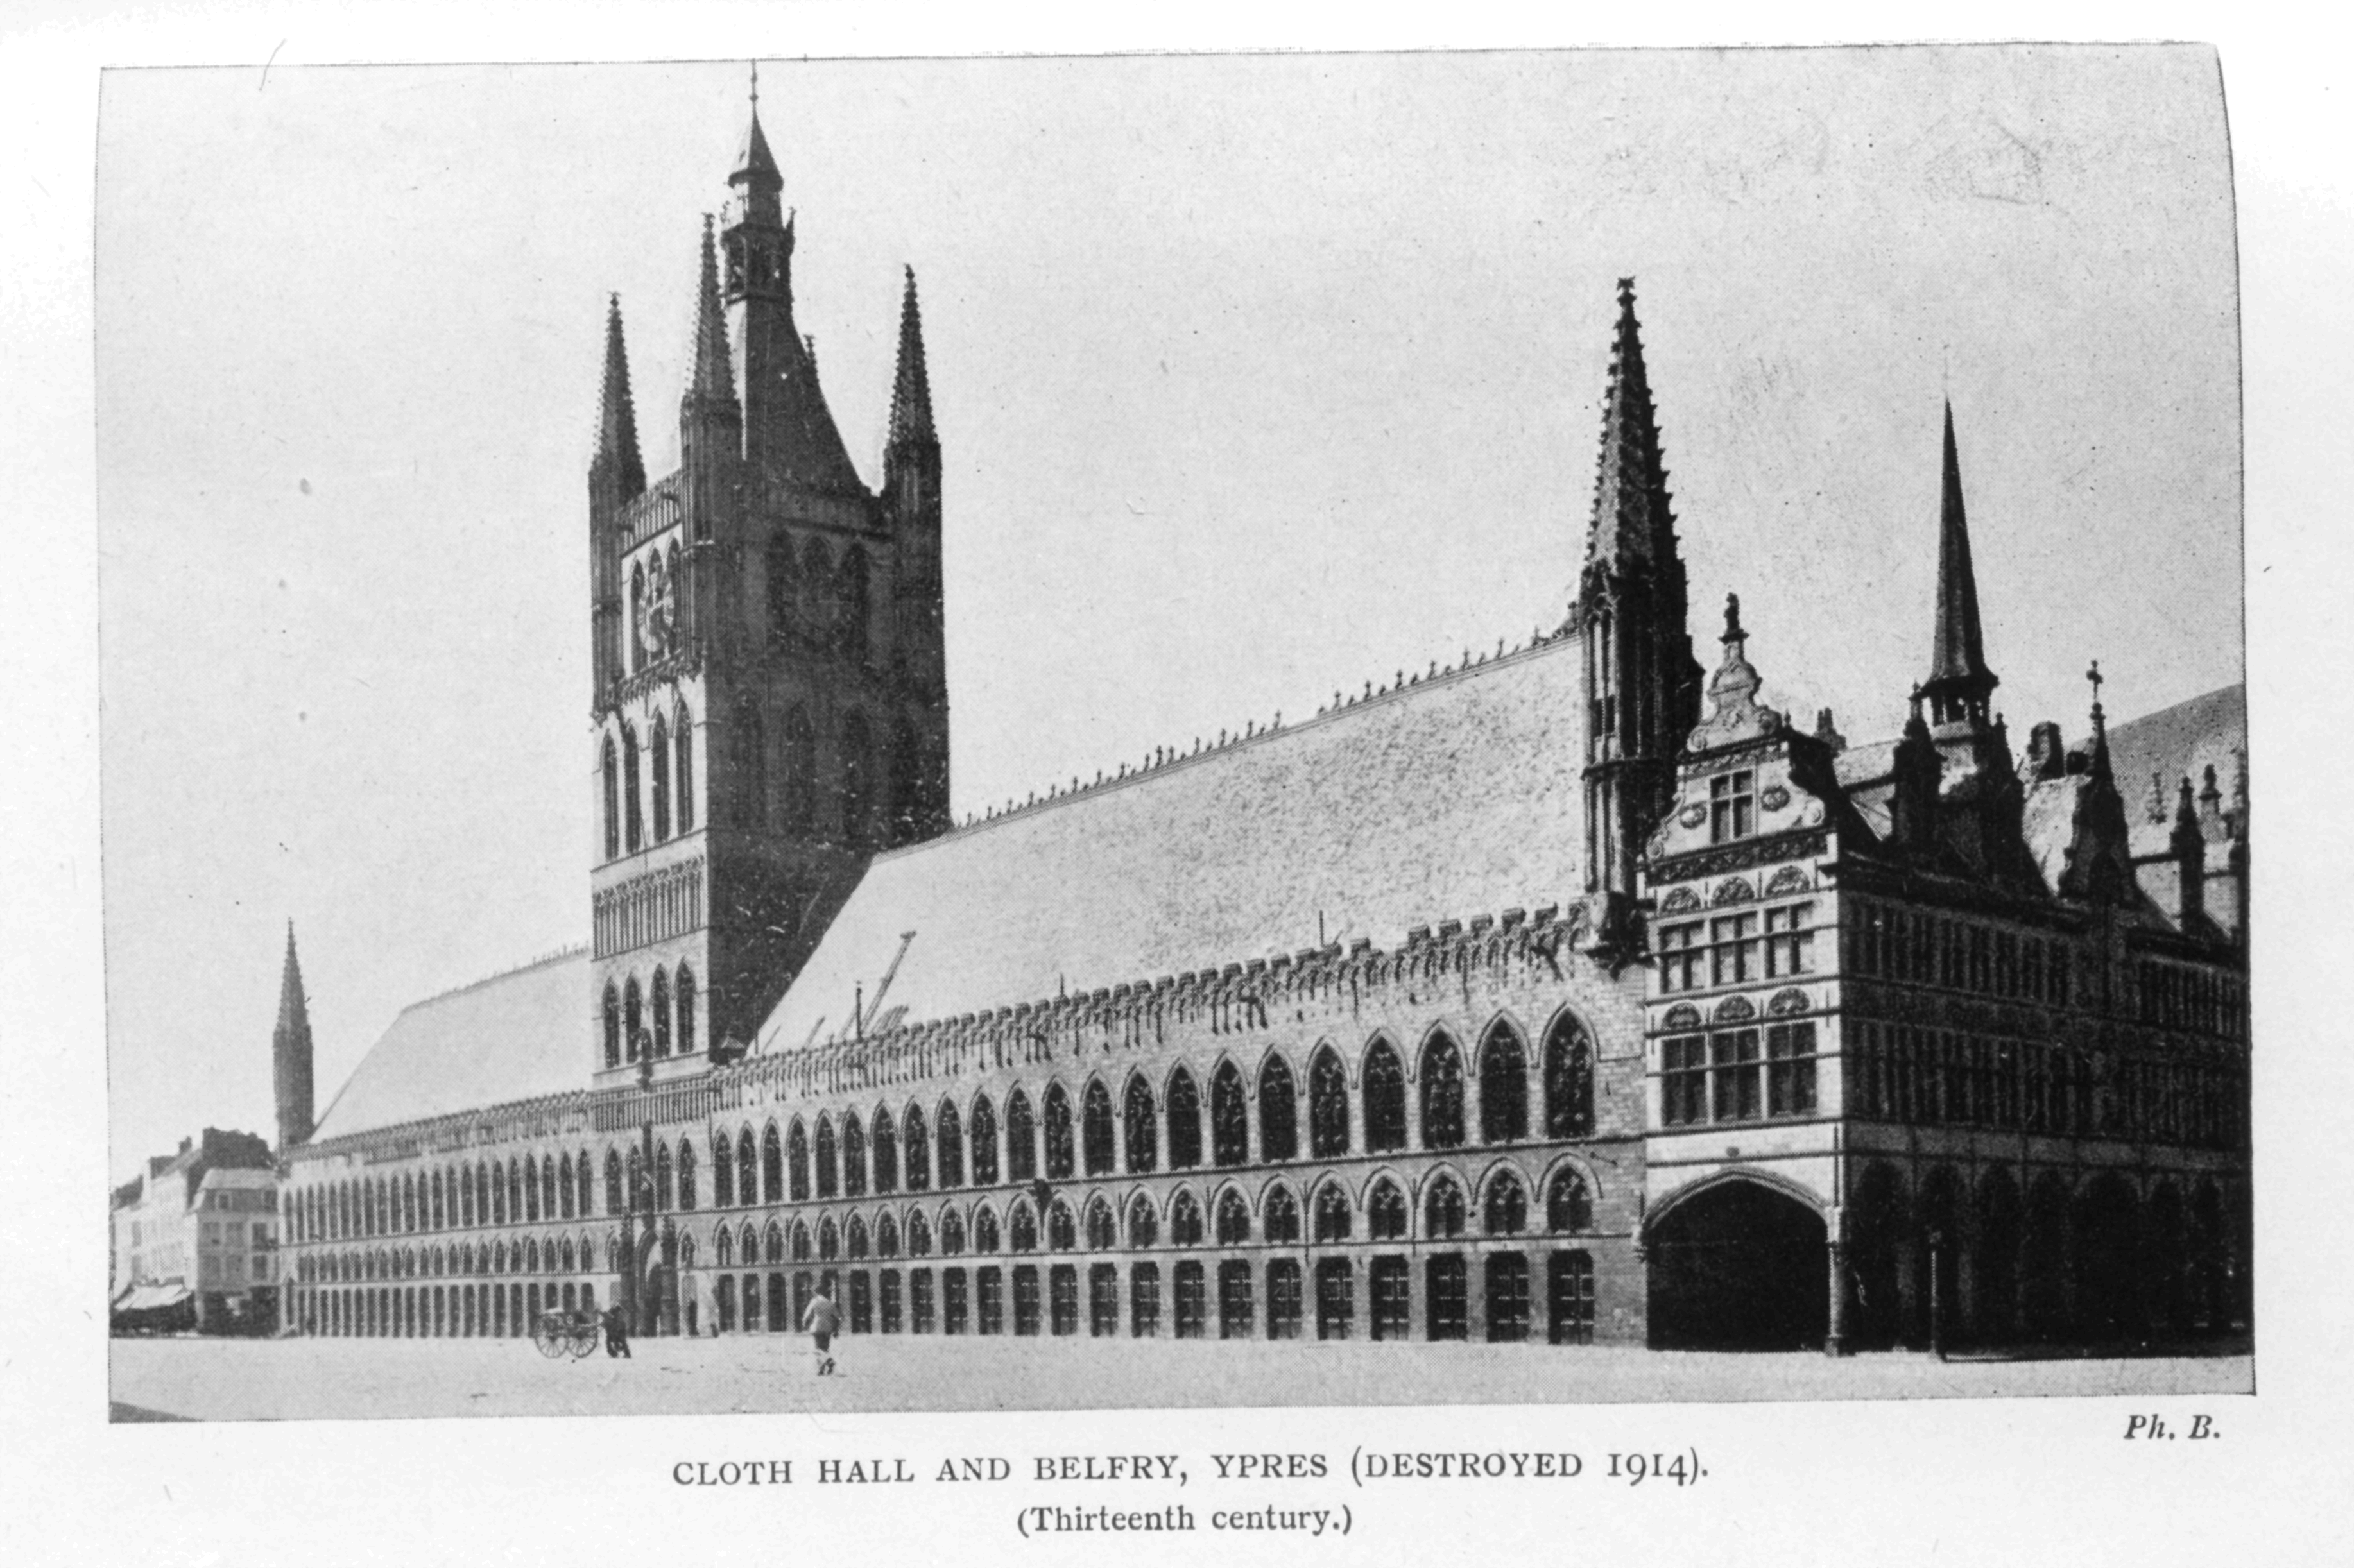 Ph. B.
CLOTH HALL AND BELFRY, YPRES (DESTROYED 1914).
(Thirteenth century.)